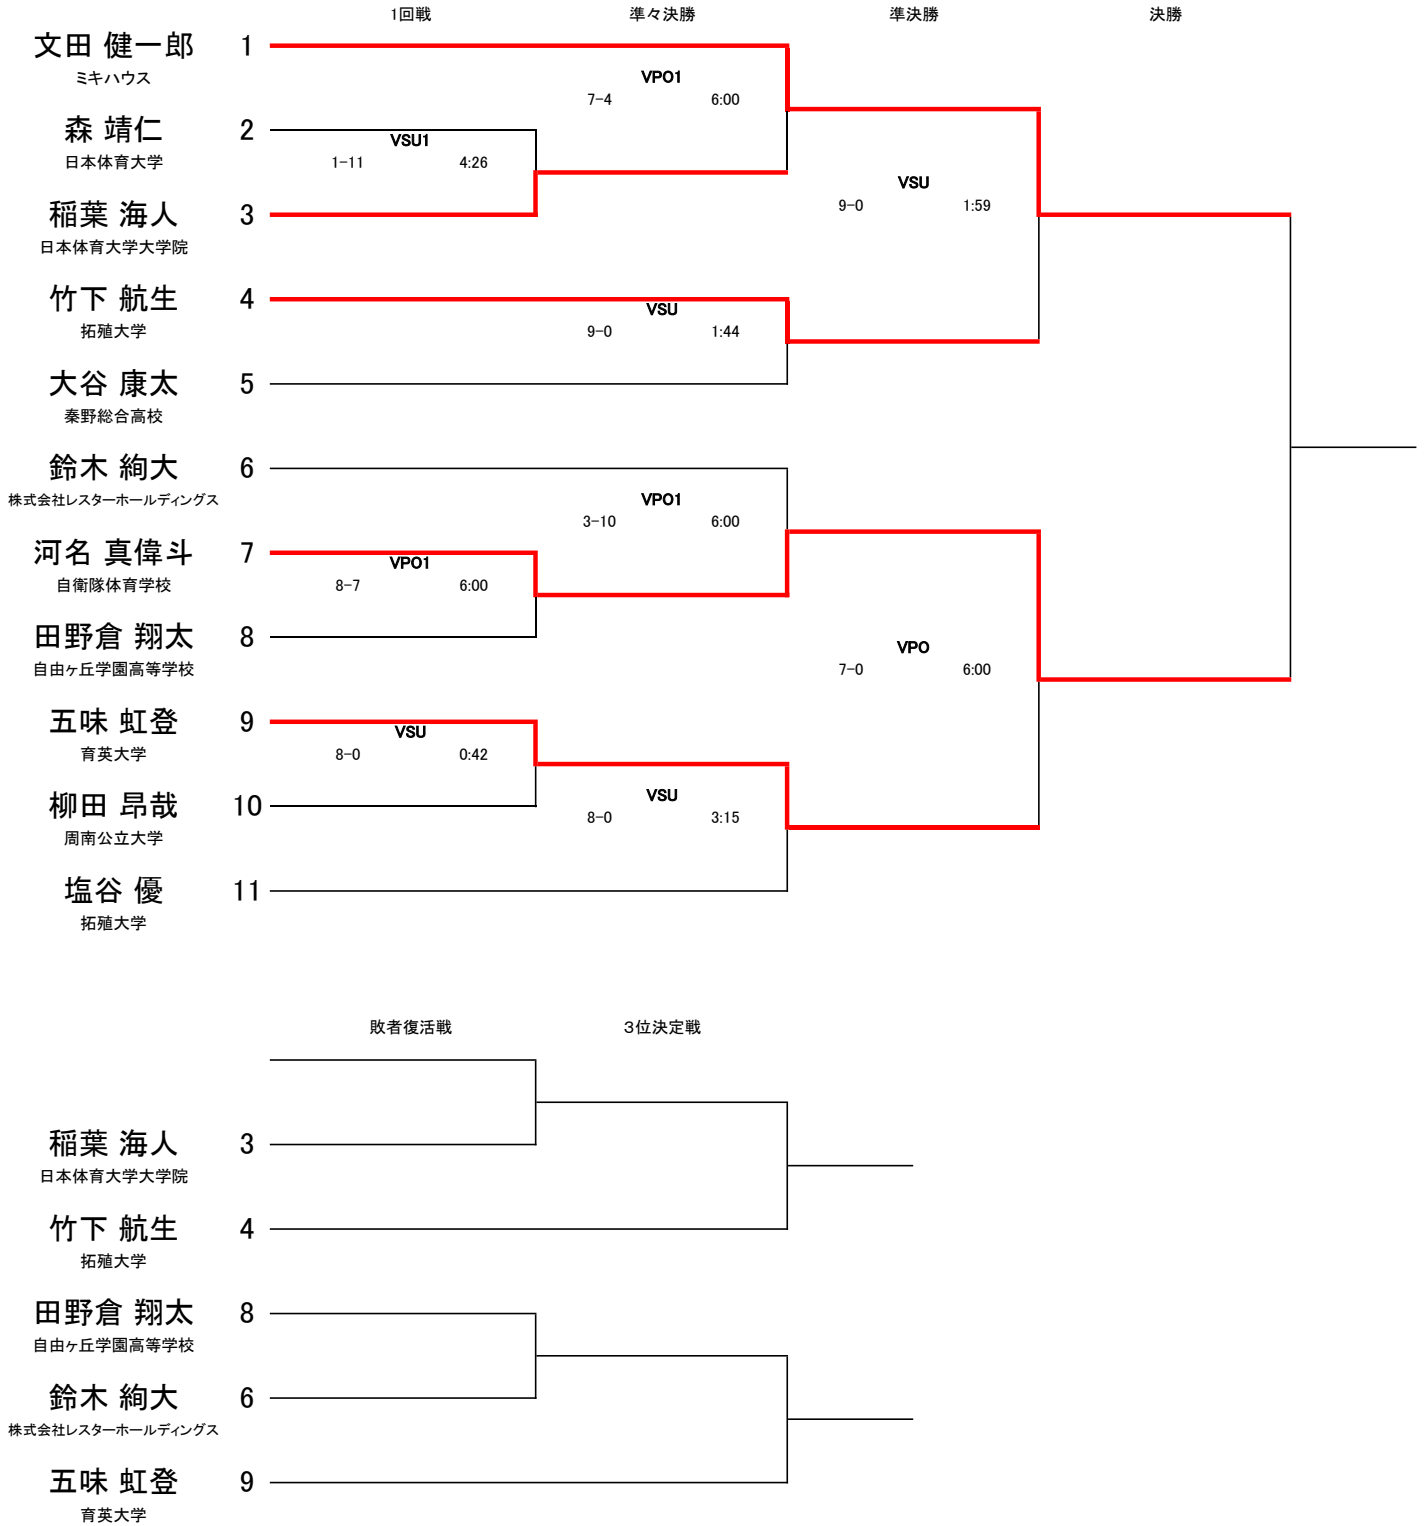 1回戦 準々決勝 準決勝 決勝
文田 健一郎 1
ミキハウス
VPO1
7-4 6:00
森 靖仁 2
日本体育大学
VSU1
1-11 4:26
稲葉 海人 3
日本体育大学大学院
VSU
9-0 1:59
竹下 航生 4
拓殖大学
VSU
9-0 1:44
大谷 康太 5
秦野総合高校
鈴木 絢大 6
株式会社レスターホールディングス
VPO1
3-10 6:00
河名 真偉斗 7
自衛隊体育学校
VPO1
8-7 6:00
田野倉 翔太 8
自由ヶ丘学園高等学校
VPO
7-0 6:00
五味 虹登 9
育英大学
VSU
8-0 0:42
柳田 昂哉 10
周南公立大学
VSU
8-0 3:15
塩谷 優 11
拓殖大学
敗者復活戦 3位決定戦
稲葉 海人 3
日本体育大学大学院
竹下 航生 4
拓殖大学
田野倉 翔太 8
自由ヶ丘学園高等学校
鈴木 絢大 6
株式会社レスターホールディングス
五味 虹登 9
育英大学